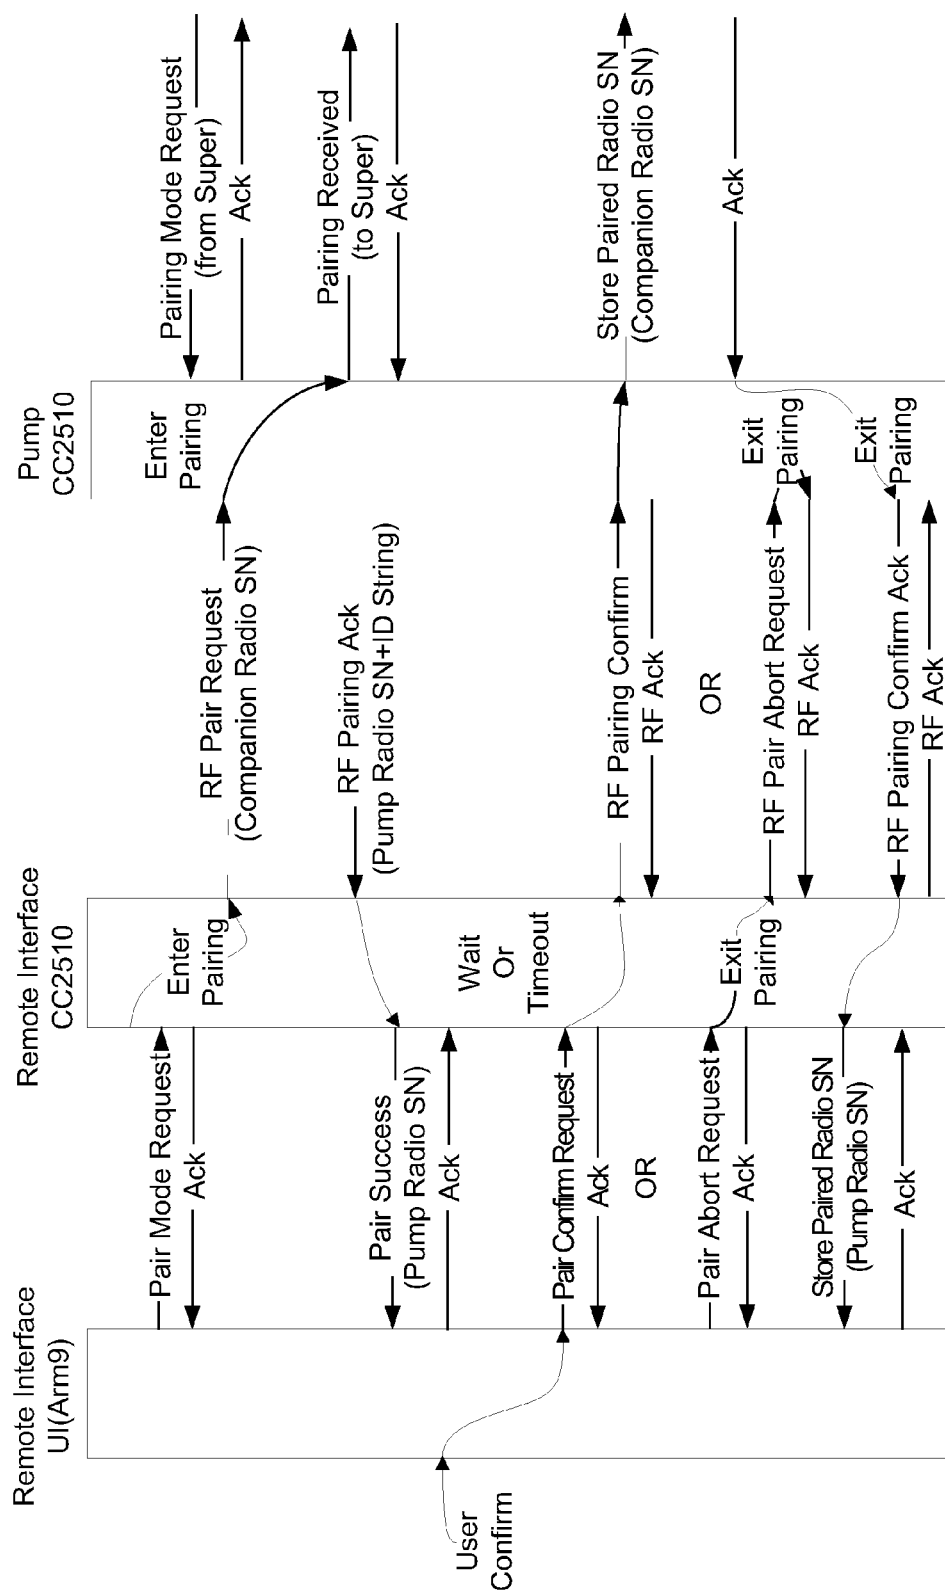 Remote Interface
UI(Arm9)
Remote Interface
CC2510
Pump
CC2510
Pair Mode Request
Ack
Enter
Pairing
RF Pair Request
(Companion Radio SN)
Enter
Pairing
Pairing Mode Request
(from Super)
Ack
Pair Success
(Pump Radio SN)
Ack
RF Pairing Ack
(Pump Radio SN+ID String)
Pairing Received
(to Super)
Ack
User
Confirm
Wait
Or
Timeout
Pair Confirm Request
Ack
OR
RF Pairing Confirm
RF Ack
OR
Store Paired Radio SN
(Companion Radio SN)
Ack
Pair Abort Request
Ack
Exit
Pairing
RF Pair Abort Request
RF Ack
Exit
Pairing
Store Paired Radio SN
(Pump Radio SN)
Ack
RF Pairing Confirm Ack
RF Ack
Exit
Pairing